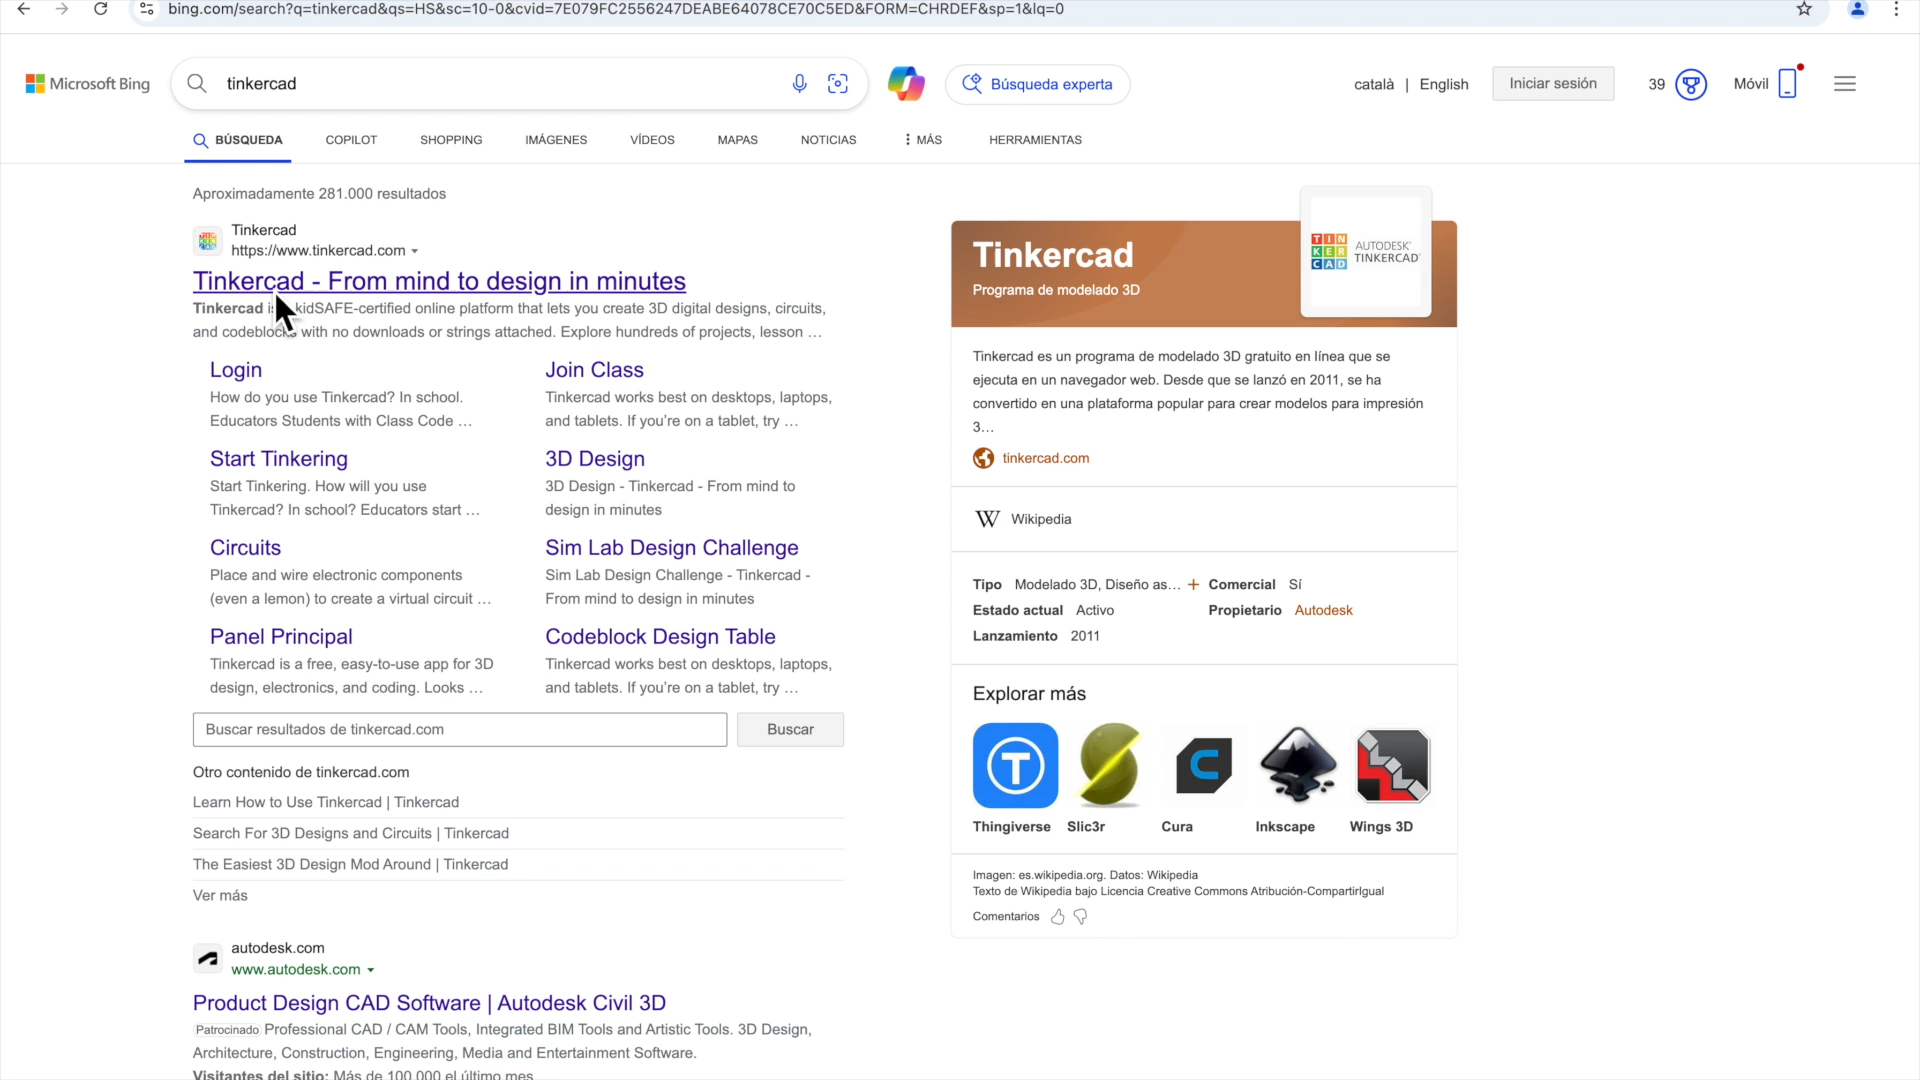 bing.com/search?q=tinkercad&qs=HS&sc=10-0&cvid=7E079FC2556247DEABE64078CE70C5ED&FORM=CHRDEF&sp=1&lq=0
Microsoft Bing
tinkercad
Búsqueda experta
català | English
Iniciar sesión
39
Móvil
BÚSQUEDA
COPILOT
SHOPPING
IMÁGENES
VÍDEOS
MAPAS
NOTICIAS
MÁS
HERRAMIENTAS
Aproximadamente 281.000 resultados
Tinkercad
https://www.tinkercad.com
Tinkercad - From mind to design in minutes
Tinkercad is kidSAFE-certified online platform that lets you create 3D digital designs, circuits,
and codeblocks with no downloads or strings attached. Explore hundreds of projects, lesson ...
Login
How do you use Tinkercad? In school.
Educators Students with Class Code ...
Join Class
Tinkercad works best on desktops, laptops,
and tablets. If you're on a tablet, try ...
Start Tinkering
Start Tinkering. How will you use
Tinkercad? In school? Educators start ...
3D Design
3D Design - Tinkercad - From mind to
design in minutes
Circuits
Place and wire electronic components
(even a lemon) to create a virtual circuit ...
Sim Lab Design Challenge
Sim Lab Design Challenge - Tinkercad -
From mind to design in minutes
Panel Principal
Tinkercad is a free, easy-to-use app for 3D
design, electronics, and coding. Looks ...
Codeblock Design Table
Tinkercad works best on desktops, laptops,
and tablets. If you're on a tablet, try ...
Buscar resultados de tinkercad.com
Buscar
Otro contenido de tinkercad.com
Learn How to Use Tinkercad | Tinkercad
Search For 3D Designs and Circuits | Tinkercad
The Easiest 3D Design Mod Around | Tinkercad
Ver más
autodesk.com
www.autodesk.com
Product Design CAD Software | Autodesk Civil 3D
Patrocinado Professional CAD / CAM Tools, Integrated BIM Tools and Artistic Tools. 3D Design,
Architecture, Construction, Engineering, Media and Entertainment Software.
Visitantes del sitio: Más de 100.000 el último mes
Tinkercad
Programa de modelado 3D
TIN
KER
CAD
AUTODESK
TINKERCAD
Tinkercad es un programa de modelado 3D gratuito en línea que se
ejecuta en un navegador web. Desde que se lanzó en 2011, se ha
convertido en una plataforma popular para crear modelos para impresión
3...
tinkercad.com
W Wikipedia
Tipo Modelado 3D, Diseño as... +
Comercial Sí
Estado actual Activo
Propietario Autodesk
Lanzamiento 2011
Explorar más
Thingiverse
Slic3r
Cura
Inkscape
Wings 3D
Imagen: es.wikipedia.org. Datos: Wikipedia
Texto de Wikipedia bajo Licencia Creative Commons Atribución-CompartirIgual
Comentarios